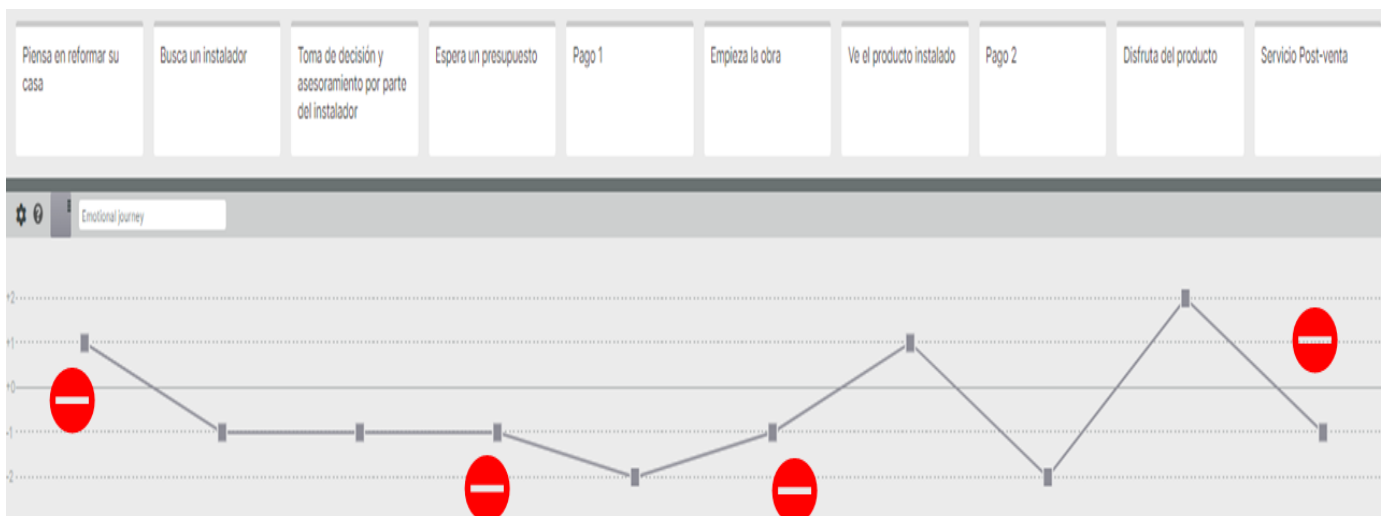 Piensa en reformar su
casa
Busca un instalador
Toma de decisión y
asesoramiento por parte
del instalador
Espera un presupuesto
Pago 1
Empieza la obra
Ve el producto instalado
Pago 2
Disfruta del producto
Servicio Post-venta
Emotional journey
+2
+1
+0
-1
-2